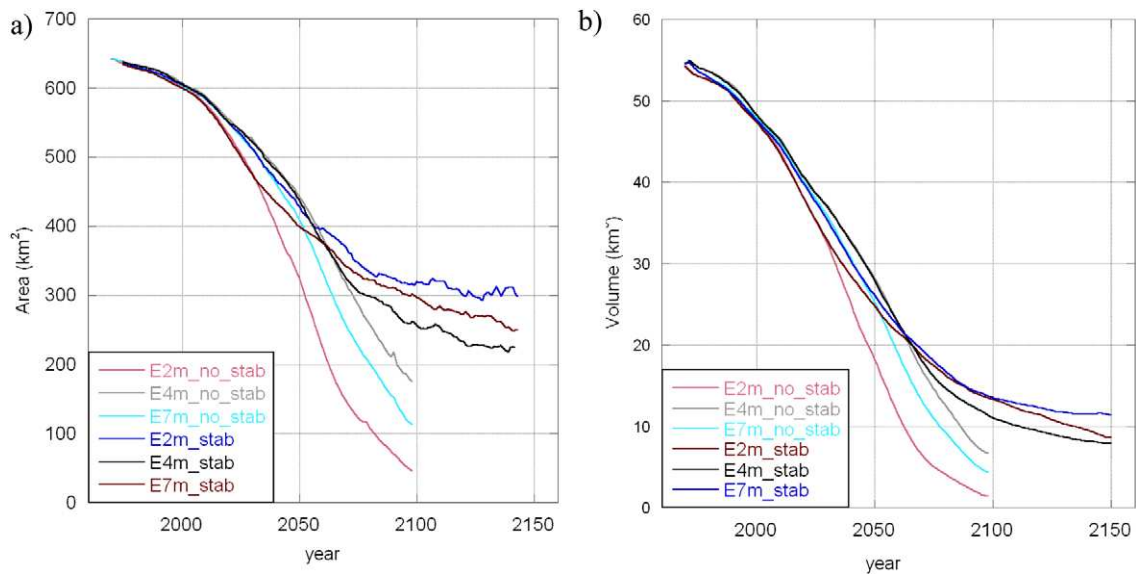 a)
700
600
500
400
300
200
100
0
Area (km²)
2000 2050 2100 2150
year
E2m_no_stab
E4m_no_stab
E7m_no_stab
E2m_stab
E4m_stab
E7m_stab
b)
60
50
40
30
20
10
0
Volume (km³)
2000 2050 2100 2150
year
E2m_no_stab
E4m_no_stab
E7m_no_stab
E2m_stab
E4m_stab
E7m_stab